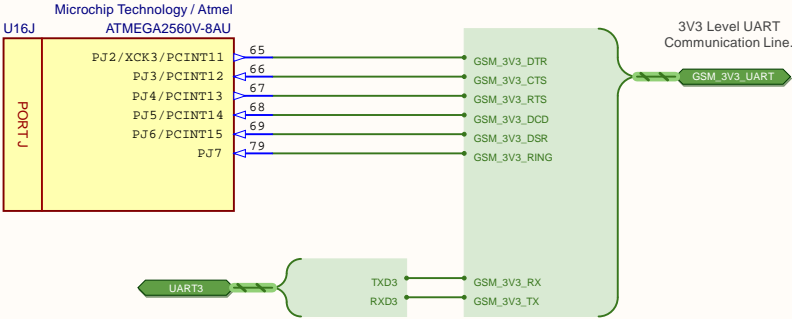 Microchip Technology / Atmel
U16J
ATMEGA2560V-8AU
3V3 Level UART
Communication Line.
PJ2/XCK3/PCINT11 65 GSM_3V3_DTR
PJ3/PCINT12 66 GSM_3V3_CTS
GSM_3V3_UART
PJ4/PCINT13 67 GSM_3V3_RTS
PJ5/PCINT14 68 GSM_3V3_DCD
PJ6/PCINT15 69 GSM_3V3_DSR
PJ7 79 GSM_3V3_RING
PORT J
UART3
TXD3 GSM_3V3_RX
RXD3 GSM_3V3_TX